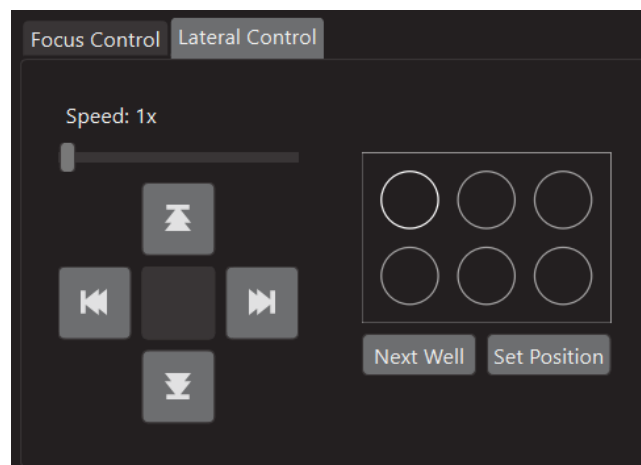 Focus Control
Lateral Control
Speed: 1x
Next Well
Set Position